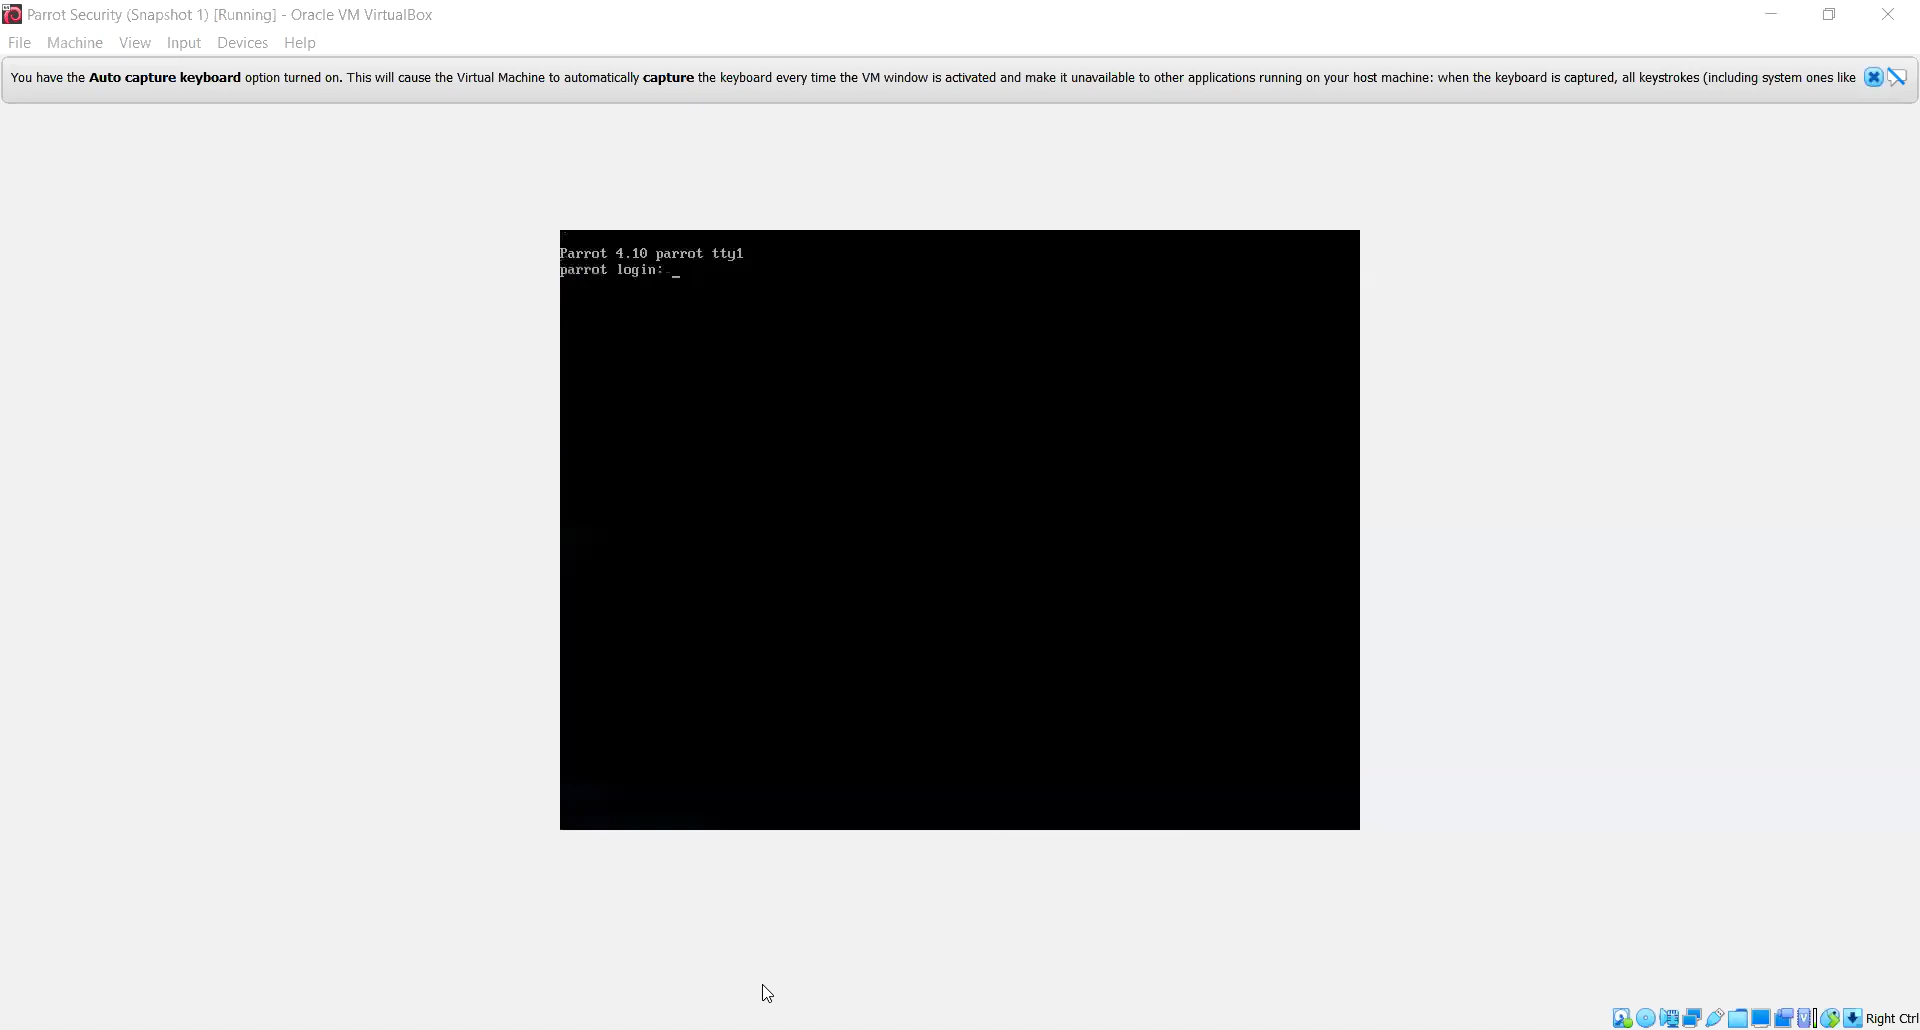 Parrot Security (Snapshot 1) [Running] - Oracle VM VirtualBox
File Machine View Input Devices Help
You have the Auto capture keyboard option turned on. This will cause the Virtual Machine to automatically capture the keyboard every time the VM window is activated and make it unavailable to other applications running on your host machine: when the keyboard is captured, all keystrokes (including system ones like
Parrot 4.10 parrot tty1
parrot login: _
Right Ctrl